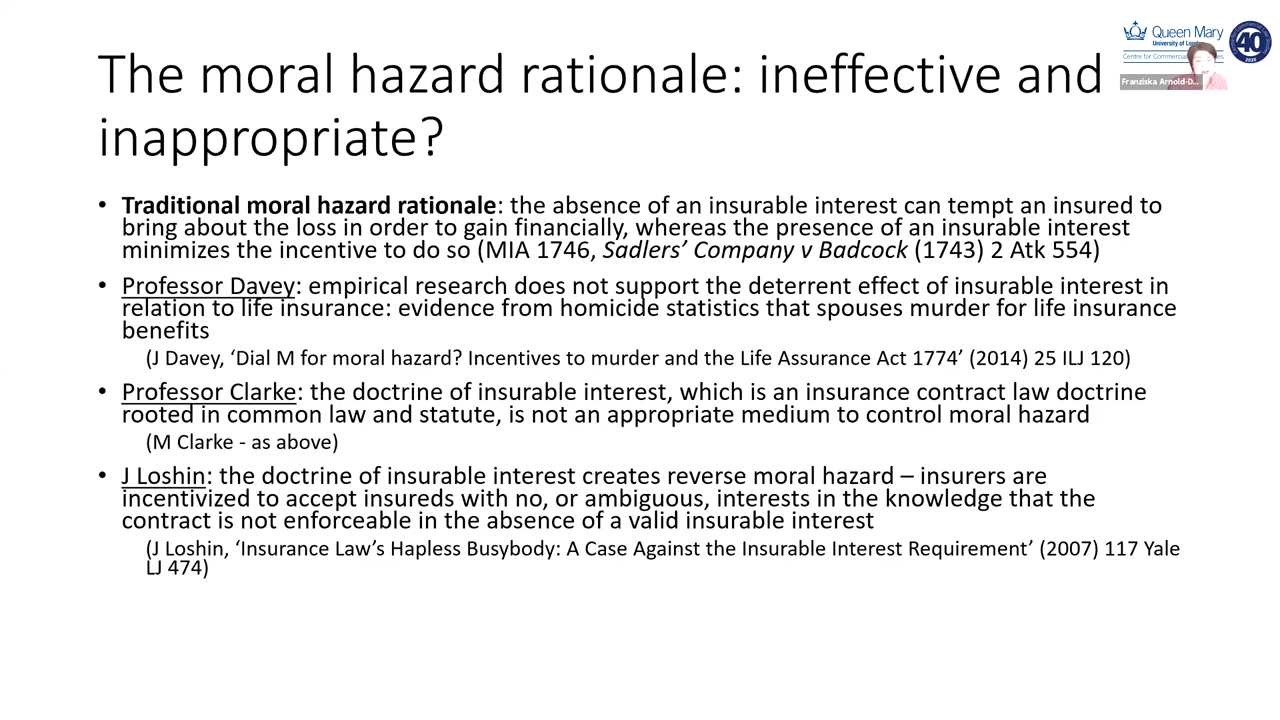 Queen Mary
University of
Centre for Commercial
40
Franziska Arnold-D...
The moral hazard rationale: ineffective and
inappropriate?
• Traditional moral hazard rationale: the absence of an insurable interest can tempt an insured to
bring about the loss in order to gain financially, whereas the presence of an insurable interest
minimizes the incentive to do so (MIA 1746, Sadlers’ Company v Badcock (1743) 2 Atk 554)
• Professor Davey: empirical research does not support the deterrent effect of insurable interest in
relation to life insurance: evidence from homicide statistics that spouses murder for life insurance
benefits
(J Davey, ‘Dial M for moral hazard? Incentives to murder and the Life Assurance Act 1774’ (2014) 25 ILJ 120)
• Professor Clarke: the doctrine of insurable interest, which is an insurance contract law doctrine
rooted in common law and statute, is not an appropriate medium to control moral hazard
(M Clarke - as above)
• J Loshin: the doctrine of insurable interest creates reverse moral hazard – insurers are
incentivized to accept insureds with no, or ambiguous, interests in the knowledge that the
contract is not enforceable in the absence of a valid insurable interest
(J Loshin, ‘Insurance Law’s Hapless Busybody: A Case Against the Insurable Interest Requirement’ (2007) 117 Yale
LJ 474)